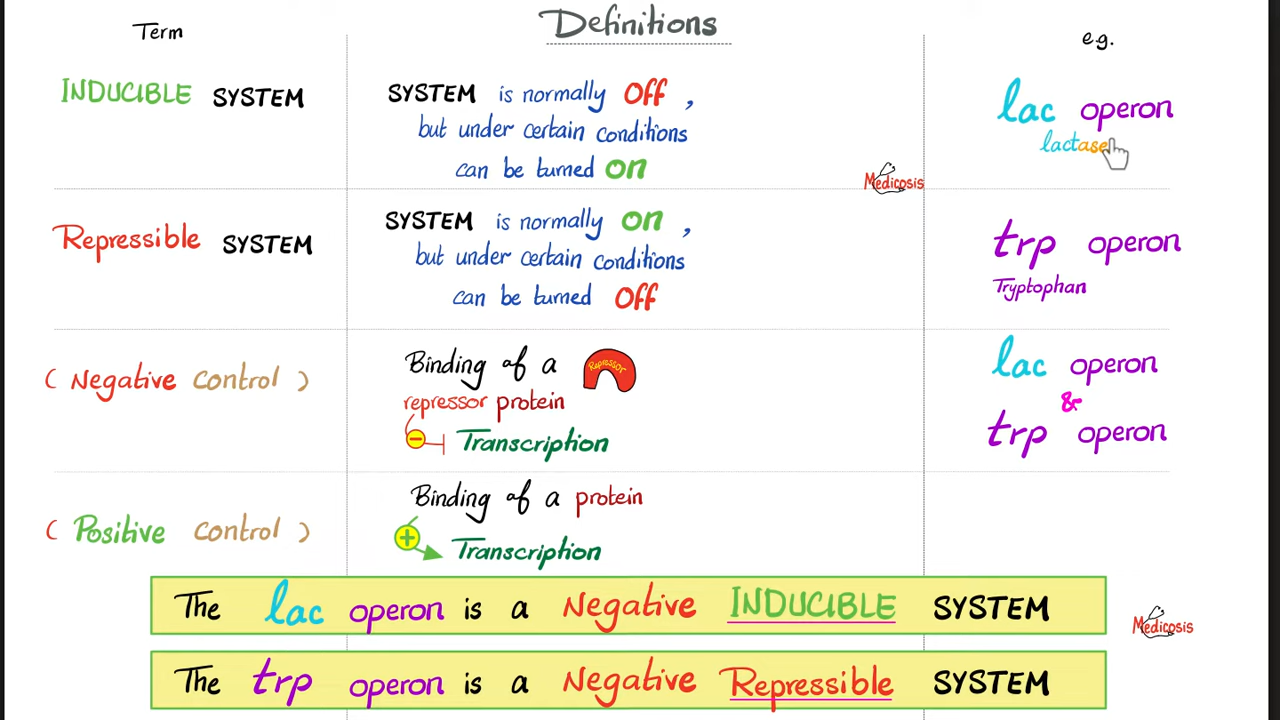 Term
Definitions
e.g.
INDUCIBLE SYSTEM
SYSTEM is normally OFF,
but under certain conditions
can be turned on
lac operon
lactase
Medicosis
Repressible SYSTEM
SYSTEM is normally on,
but under certain conditions
can be turned OFF
trp operon
Tryptophan
(Negative control)
Binding of a
Repressor
repressor protein
− Transcription
lac operon
&
trp operon
(Positive control)
Binding of a protein
+ Transcription
The lac operon is a Negative INDUCIBLE SYSTEM
Medicosis
The trp operon is a Negative Repressible SYSTEM